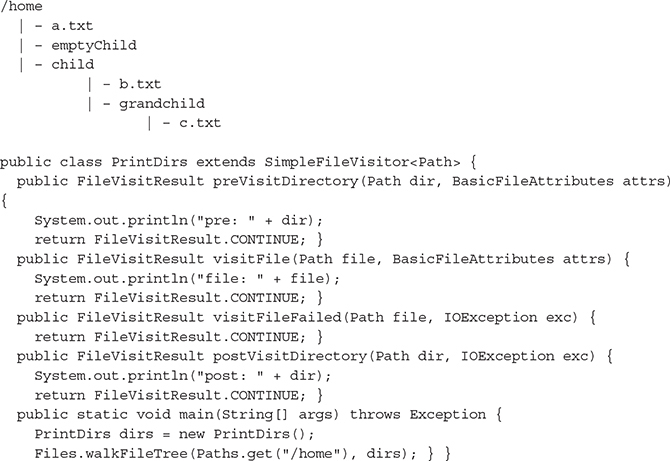 /home
  | - a.txt
  | - emptyChild
  | - child
         | - b.txt
         | - grandchild
                | - c.txt
public class PrintDirs extends SimpleFileVisitor<Path> {
  public FileVisitResult preVisitDirectory(Path dir, BasicFileAttributes attrs)
{
    System.out.println("pre: " + dir);
    return FileVisitResult.CONTINUE; }
  public FileVisitResult visitFile(Path file, BasicFileAttributes attrs) {
    System.out.println("file: " + file);
    return FileVisitResult.CONTINUE; }
  public FileVisitResult visitFileFailed(Path file, IOException exc) {
    return FileVisitResult.CONTINUE; }
  public FileVisitResult postVisitDirectory(Path dir, IOException exc) {
    System.out.println("post: " + dir);
    return FileVisitResult.CONTINUE; }
  public static void main(String[] args) throws Exception {
    PrintDirs dirs = new PrintDirs();
    Files.walkFileTree(Paths.get("/home"), dirs); } }